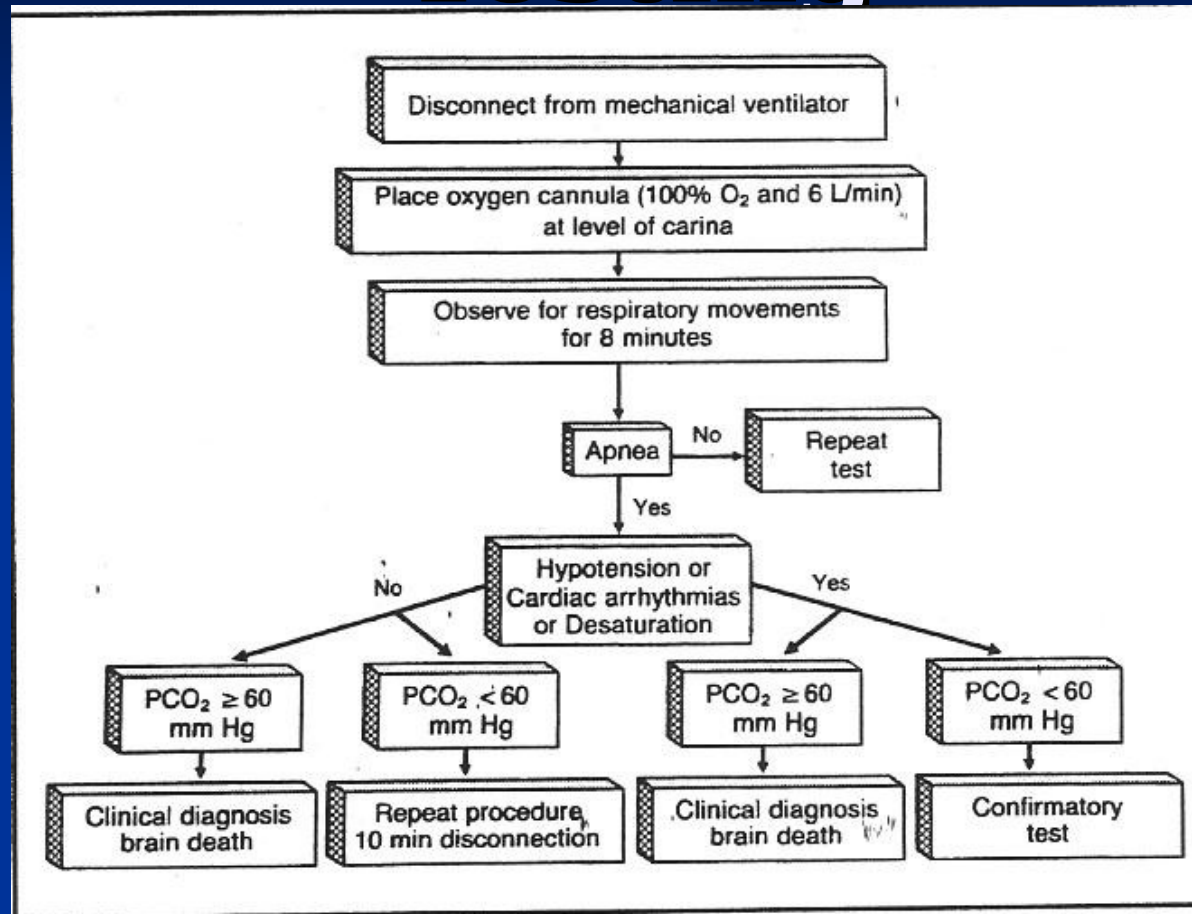 Disconnect from mechanical ventilator
Place oxygen cannula (100% O₂ and 6 L/min)
at level of carina
Observe for respiratory movements
for 8 minutes
Apnea
No
Repeat
test
Yes
Hypotension or
Cardiac arrhythmias
or Desaturation
No
Yes
PCO₂ ≥ 60
mm Hg
PCO₂ < 60
mm Hg
PCO₂ ≥ 60
mm Hg
PCO₂ < 60
mm Hg
Clinical diagnosis
brain death
Repeat procedure
10 min disconnection
Clinical diagnosis
brain death
Confirmatory
test